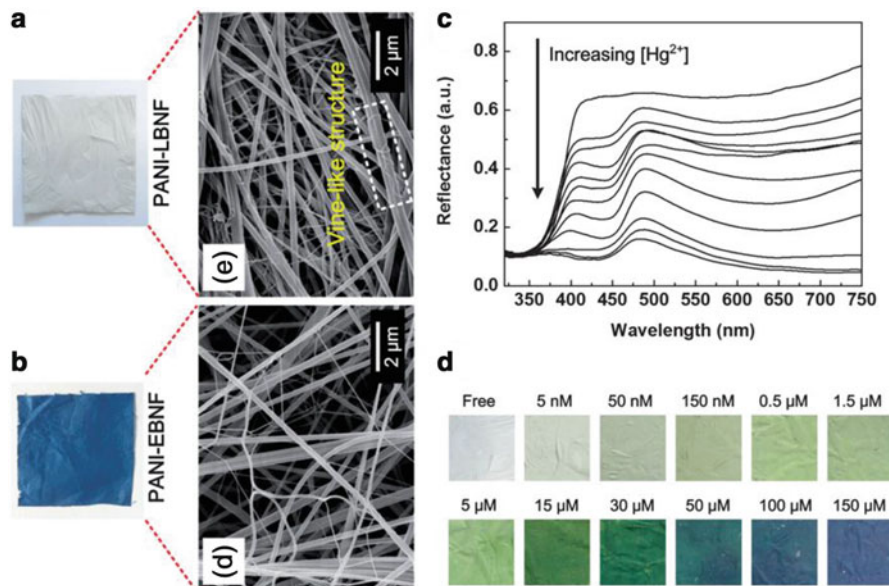 a
PANI-LBNF
Vine-like structure
2 µm
(e)
b
PANI-EBNF
2 µm
(d)
c
Increasing [Hg²⁺]
Reflectance (a.u.)
0.8
0.6
0.4
0.2
0.0
350 400 450 500 550 600 650 700 750
Wavelength (nm)
d
Free 5 nM 50 nM 150 nM 0.5 µM 1.5 µM
5 µM 15 µM 30 µM 50 µM 100 µM 150 µM